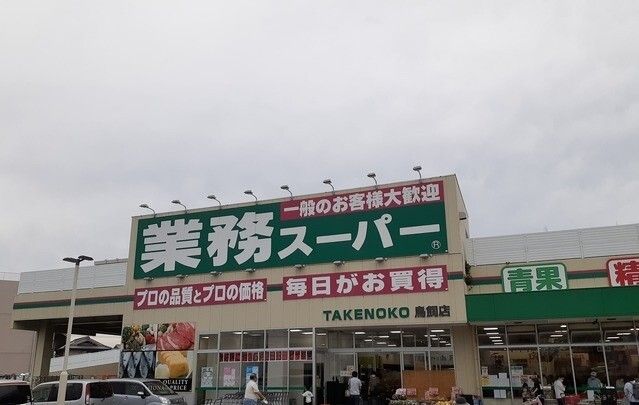 一般のお客様大歓迎
業務スーパー®
プロの品質とプロの価格
毎日がお買得
TAKENOKO 鳥飼店
青果
精
QUALITY